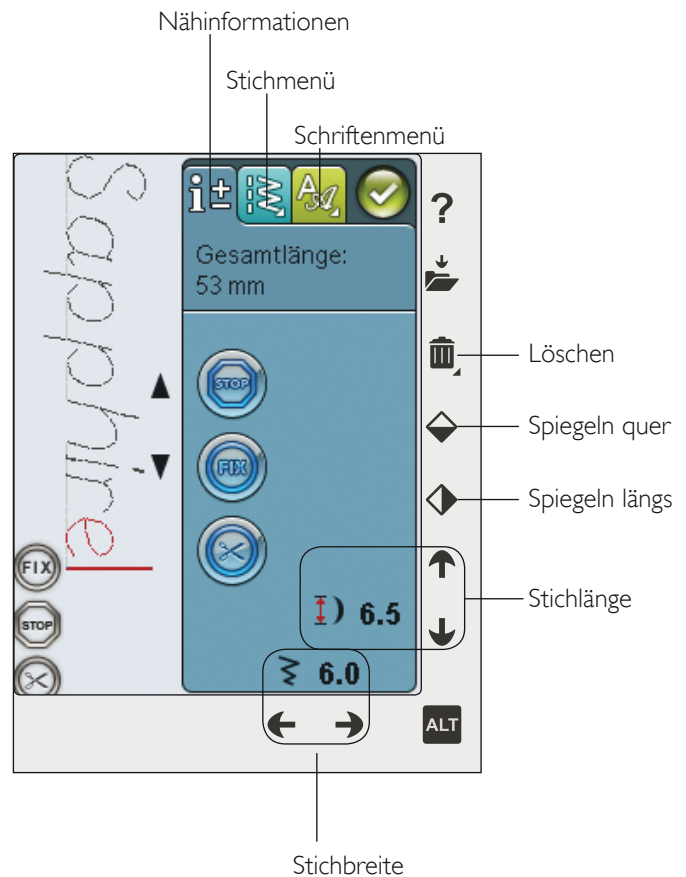 Nähinformationen
Stichmenü
Schriftenmenü
Gesamtlänge:
53 mm
Sapphire
STOP
FIX
?
Löschen
Spiegeln quer
Spiegeln längs
Stichlänge
6.5
6.0
FIX
STOP
ALT
Stichbreite